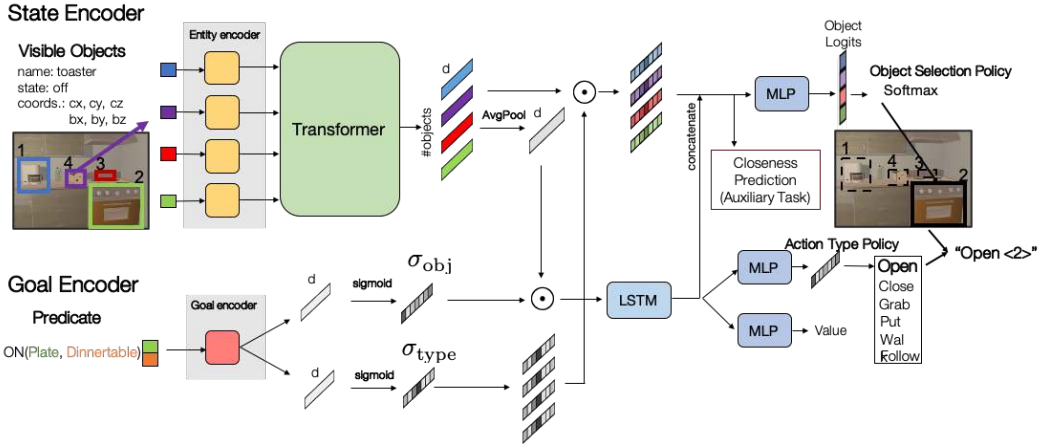 State Encoder
Visible Objects
name: toaster
state: off
coords.: cx, cy, cz
bx, by, bz
1
4
3
2
Entity encoder
Transformer
#objects
d
AvgPool
d
concatenate
MLP
Object
Logits
Object Selection Policy
Softmax
1
4
3
2
Closeness
Prediction
(Auxiliary Task)
Goal Encoder
Predicate
ON(Plate, Dinnertable)
Goal encoder
d
sigmoid
σobj
d
sigmoid
σtype
LSTM
Action Type Policy
MLP
MLP
Value
Open
Close
Grab
Put
Wal
Follow
"Open <2>"